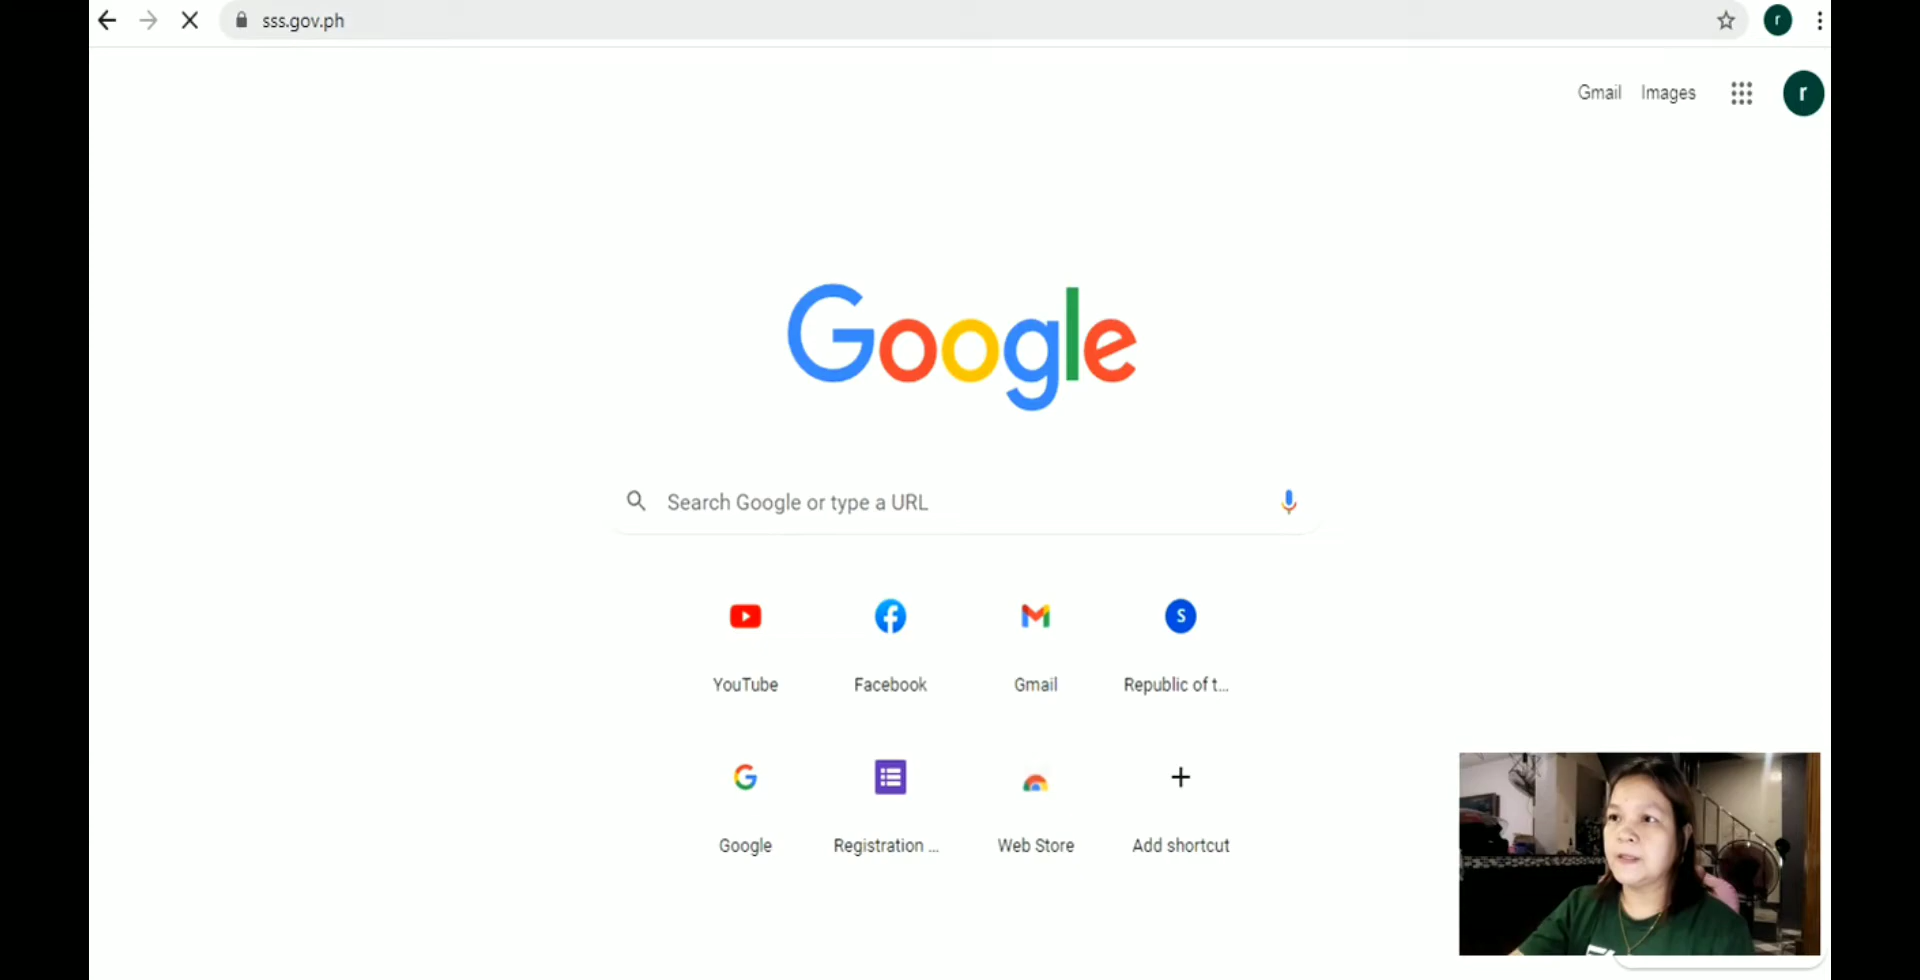 sss.gov.ph
r
Gmail Images
r
Google
Search Google or type a URL
S
YouTube Facebook Gmail Republic of t...
G
Google Registration ... Web Store Add shortcut